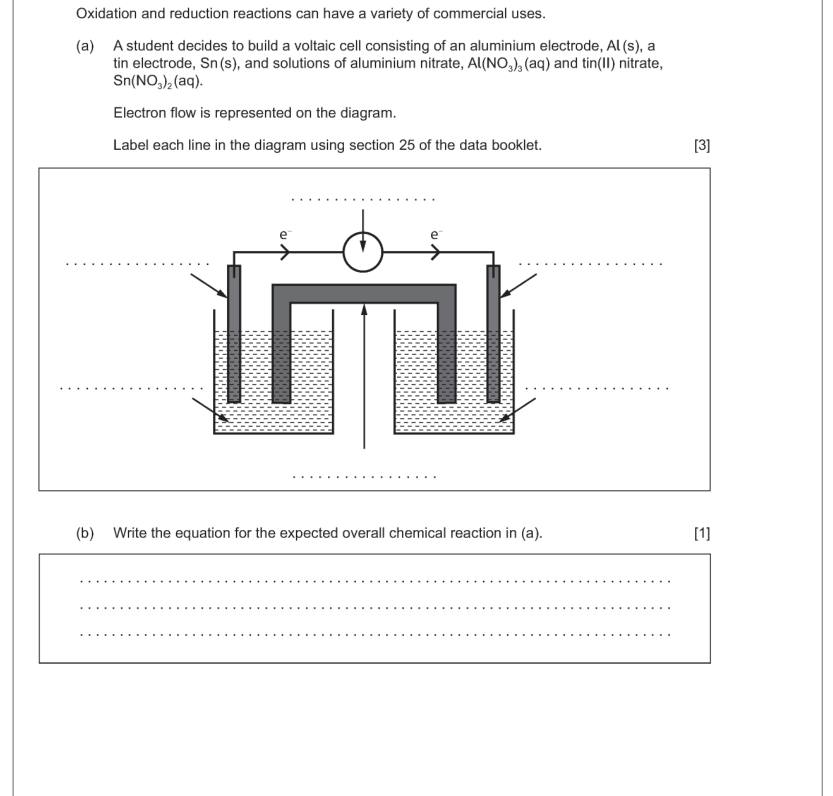 Oxidation and reduction reactions can have a variety of commercial uses.
(a) A student decides to build a voltaic cell consisting of an aluminium electrode, Al (s), a
tin electrode, Sn (s), and solutions of aluminium nitrate, Al(NO₃)₃ (aq) and tin(II) nitrate,
Sn(NO₃)₂ (aq).
Electron flow is represented on the diagram.
Label each line in the diagram using section 25 of the data booklet. [3]
e⁻ e⁻
(b) Write the equation for the expected overall chemical reaction in (a). [1]